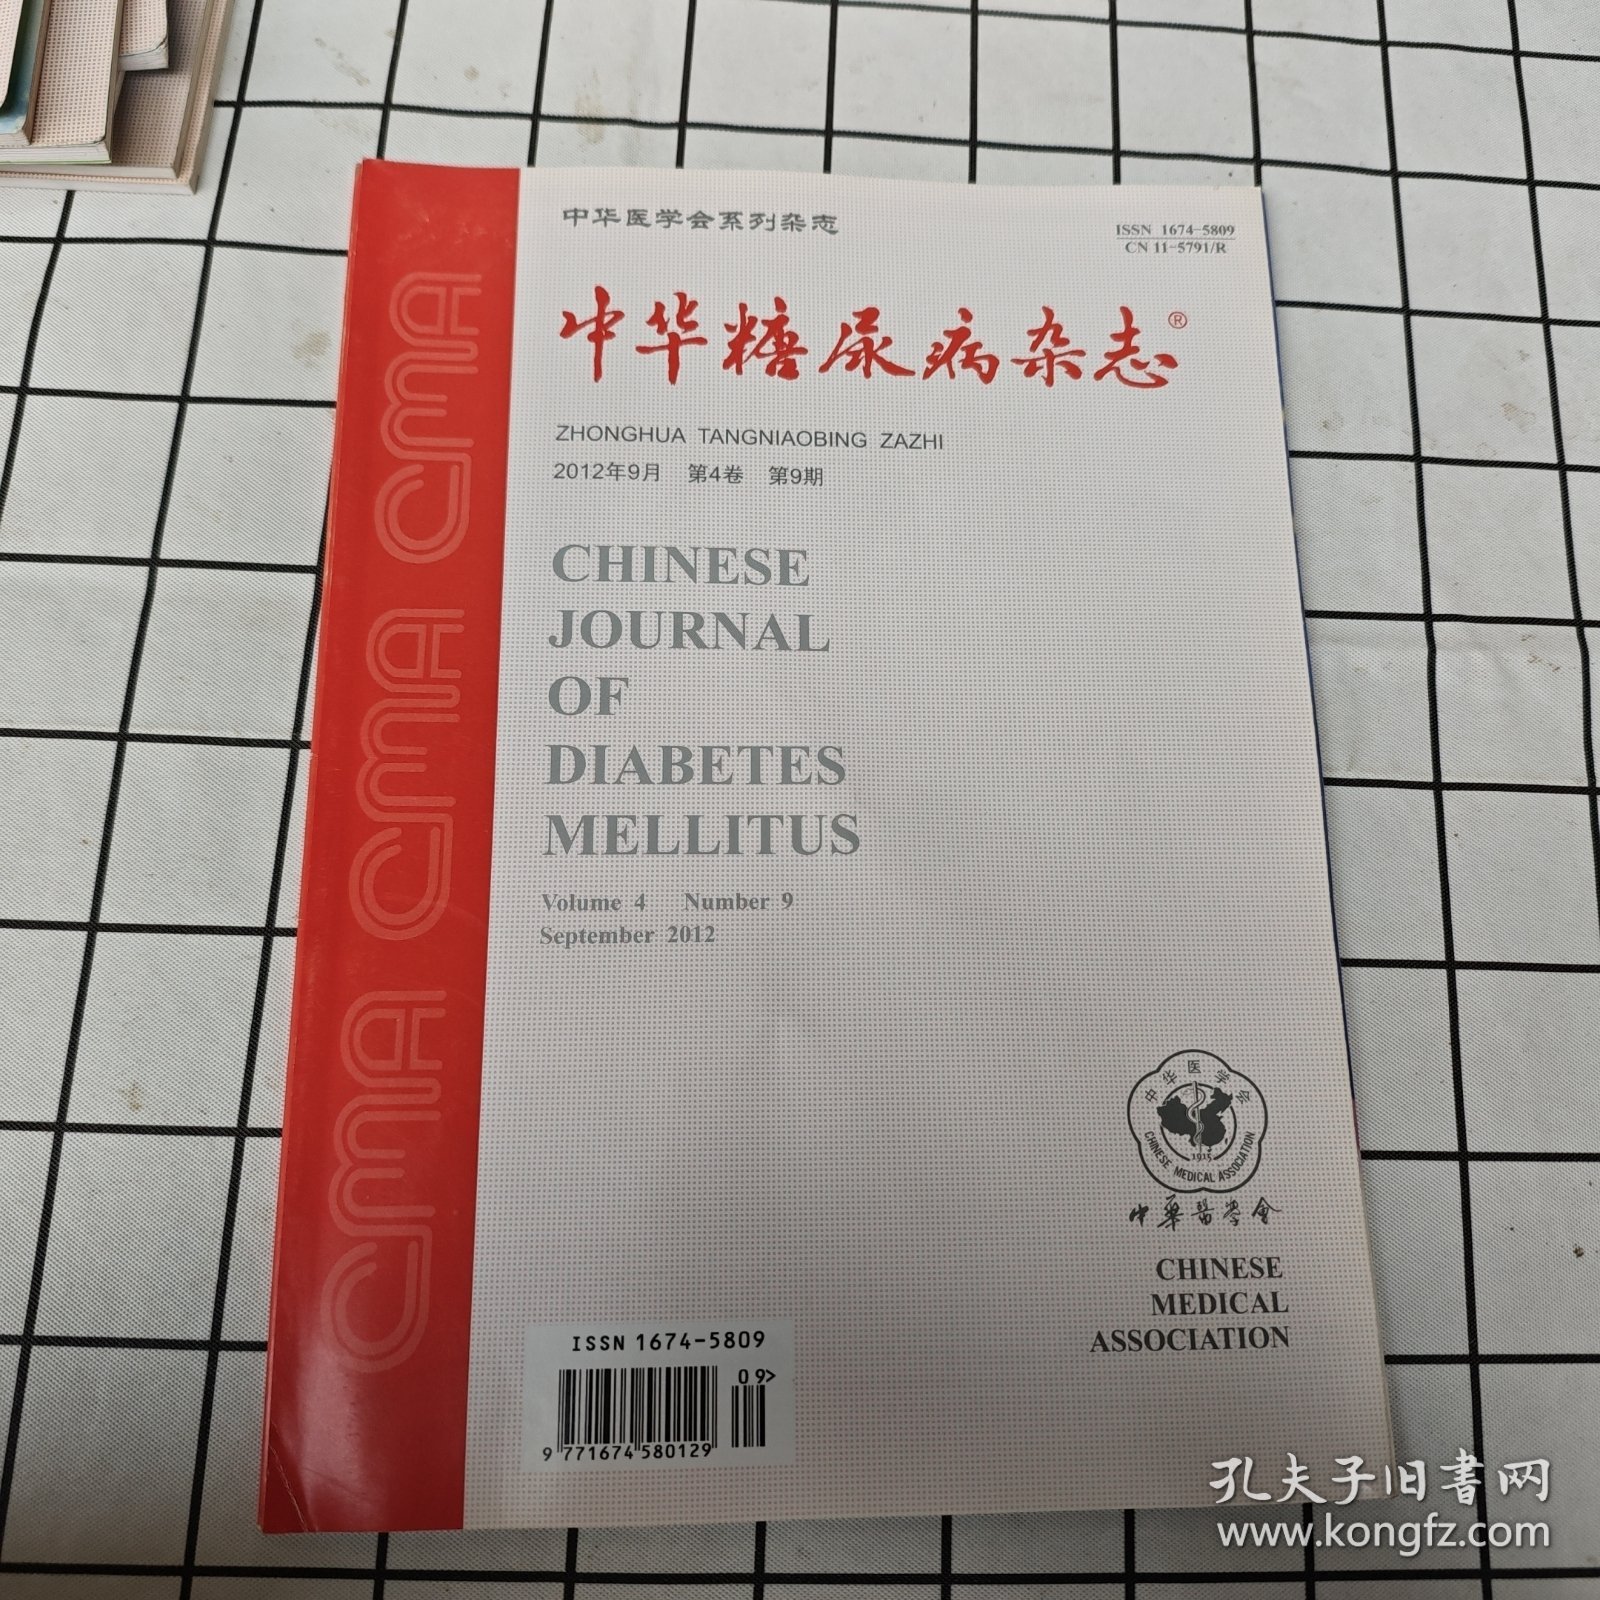 中华医学会系列杂志
ISSN 1674-5809
CN 11-5791/R
中华糖尿病杂志®
ZHONGHUA TANGNIAOBING ZAZHI
2012年9月 第4卷 第9期
CHINESE
JOURNAL
OF
DIABETES
MELLITUS
Volume 4 Number 9
September 2012
CMA CMA CMA
中华医学会
1915
CHINESE MEDICAL ASSOCIATION
中華醫學會
CHINESE
MEDICAL
ASSOCIATION
ISSN 1674-5809
09>
9 771674 580129
孔夫子旧书网
www.kongfz.com